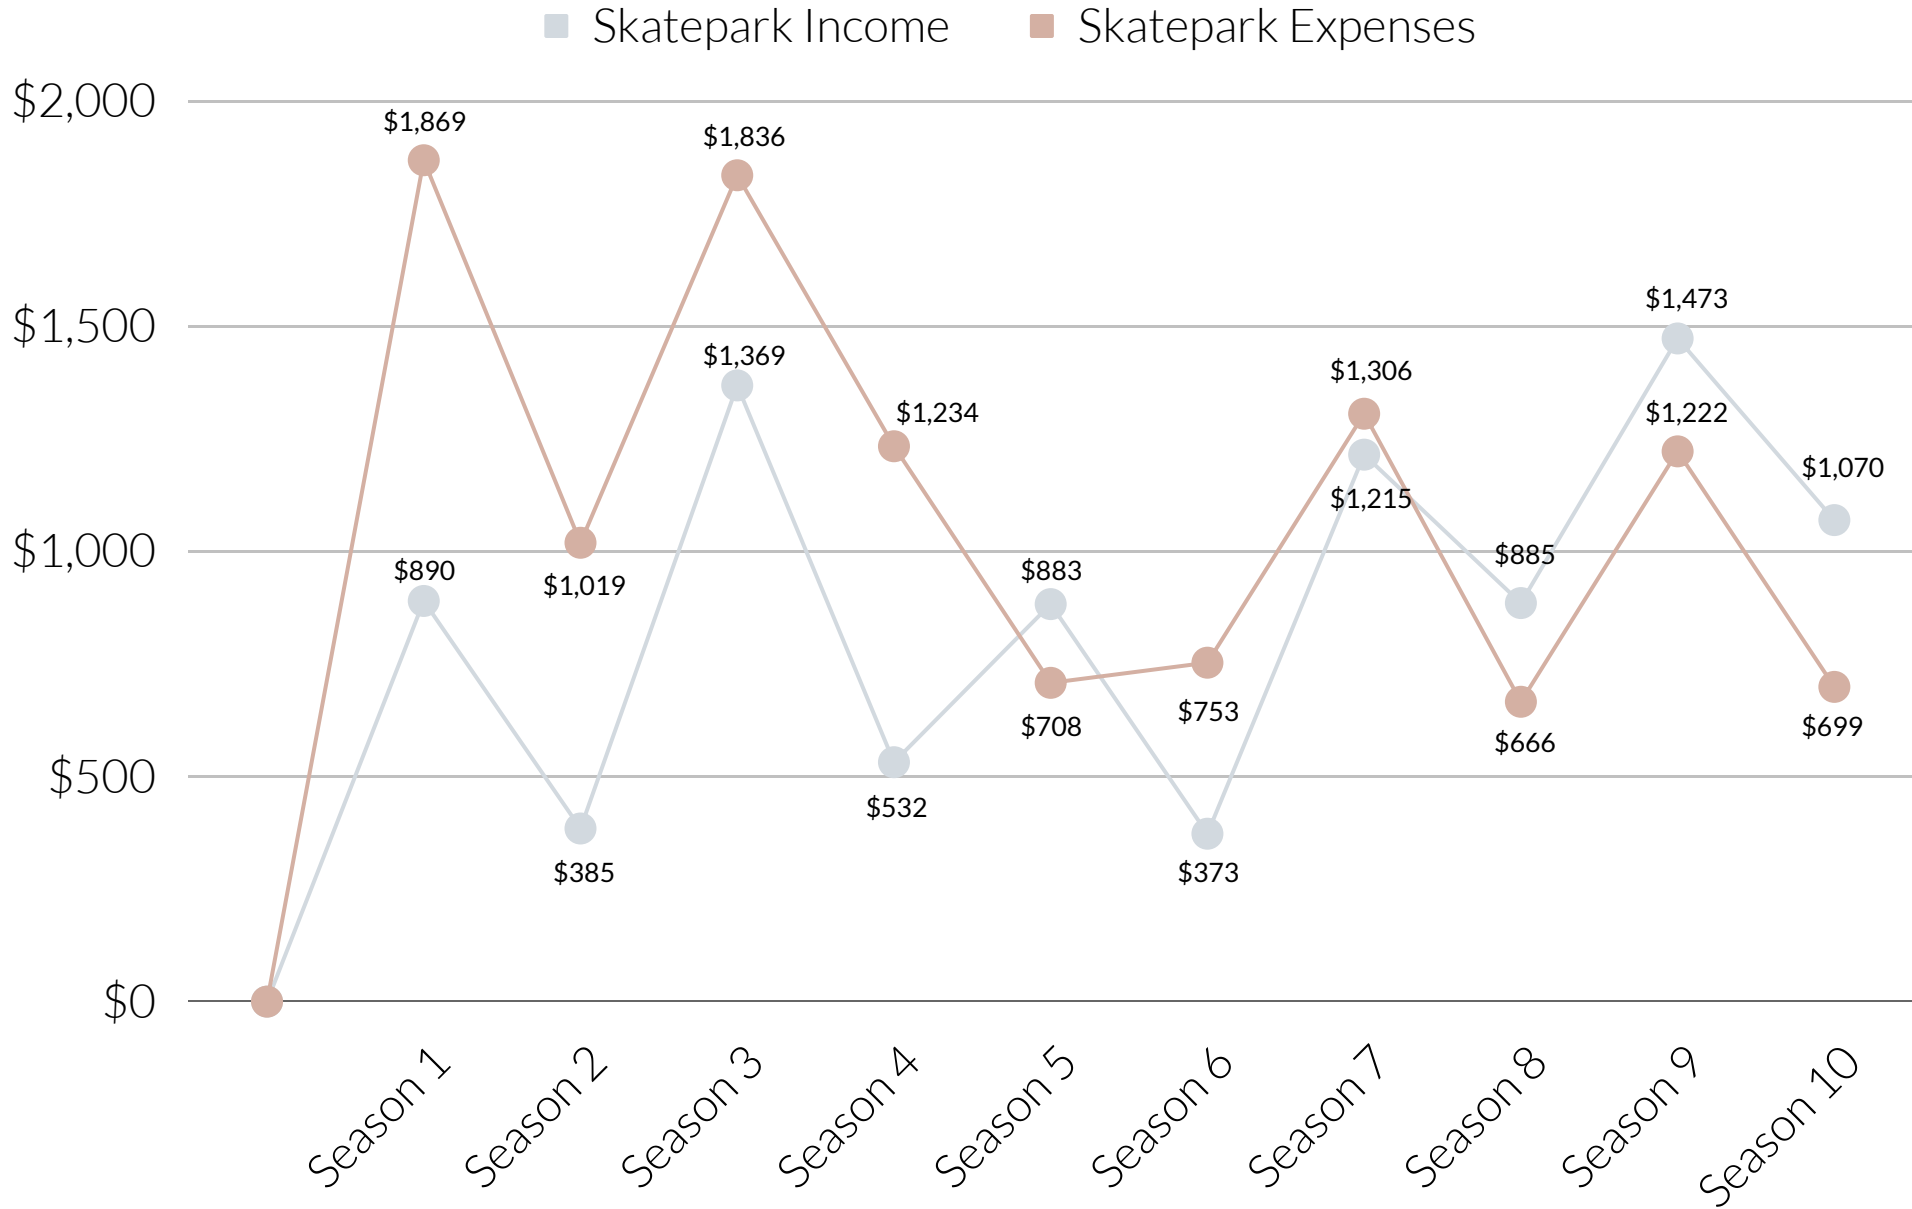 Skatepark Income
Skatepark Expenses
$2,000
$1,869
$1,836
$1,500
$1,473
$1,369
$1,306
$1,234
$1,222
$1,070
$1,215
$1,000
$890
$1,019
$883
$885
$753
$708
$666
$699
$500
$532
$385
$373
$0
Season 1
Season 2
Season 3
Season 4
Season 5
Season 6
Season 7
Season 8
Season 9
Season 10